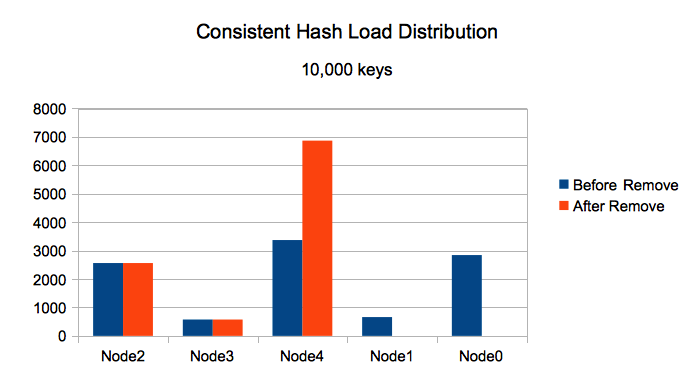 Consistent Hash Load Distribution
10,000 keys
8000
7000
6000
5000
4000
3000
2000
1000
0
Node2 Node3 Node4 Node1 Node0
Before Remove
After Remove